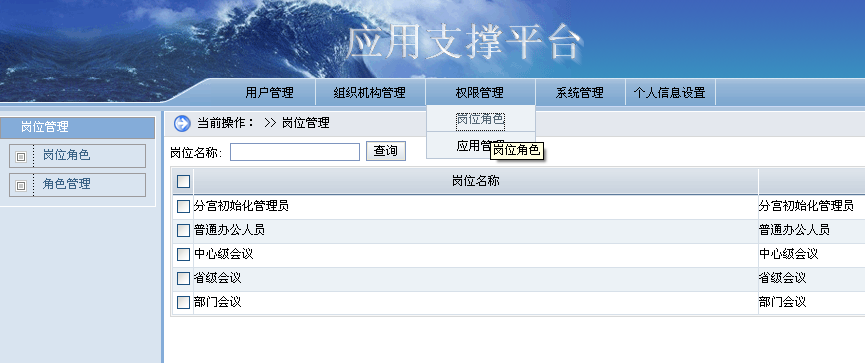 应用支撑平台
用户管理 组织机构管理 权限管理 系统管理 个人信息设置
岗位角色
应用管
岗位角色
岗位管理
岗位角色
角色管理
当前操作： >> 岗位管理
岗位名称: 查询
岗位名称
分宫初始化管理员 分宫初始化管理员
普通办公人员 普通办公人员
中心级会议 中心级会议
省级会议 省级会议
部门会议 部门会议